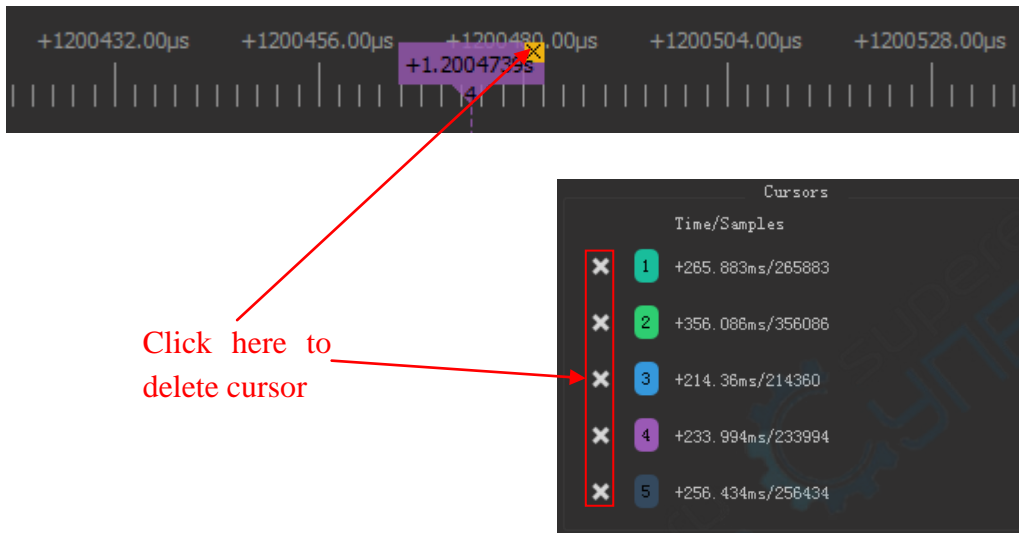 +1200432.00µs +1200456.00µs +1200480.00µs +1200504.00µs +1200528.00µs
+1.2004739s
4
Cursors
Time/Samples
1 +265.883ms/265883
2 +356.086ms/356086
3 +214.36ms/214360
4 +233.994ms/233994
5 +256.434ms/256434
Click here to
delete cursor